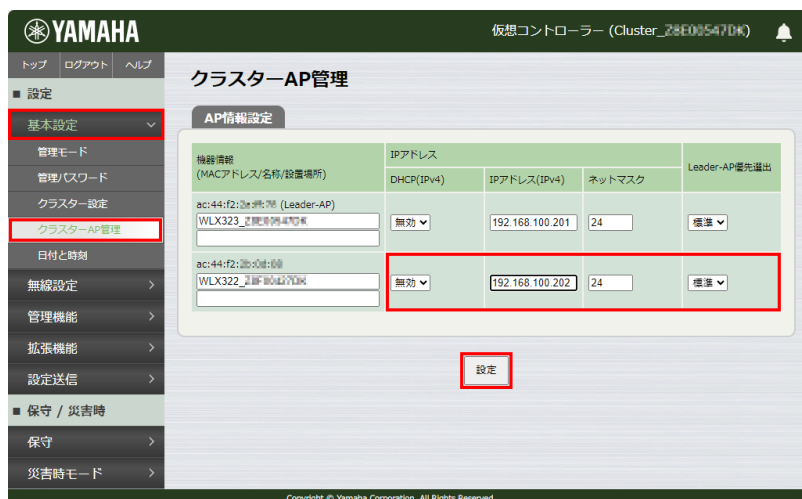 YAMAHA
仮想コントローラー (Cluster_
トップ ログアウト ヘルプ
■ 設定
基本設定
管理モード
管理パスワード
クラスター設定
クラスターAP管理
日付と時刻
無線設定
管理機能
拡張機能
設定送信
■ 保守 / 災害時
保守
災害時モード
クラスターAP管理
AP情報設定
機器情報
(MACアドレス/名称/設置場所)
IPアドレス
DHCP(IPv4) IPアドレス(IPv4) ネットマスク
Leader-AP優先選出
ac:44:f2: (Leader-AP)
WLX323_
無効 192.168.100.201 24 標準
ac:44:f2:
WLX322_
無効 192.168.100.202 24 標準
設定
Copyright © Yamaha Corporation. All Rights Reserved.